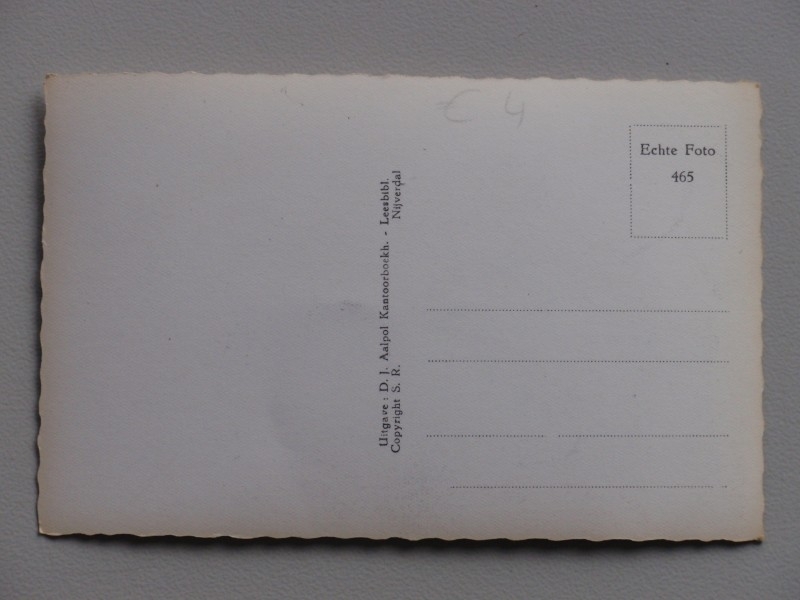 € 4
Echte Foto
465
Uitgave : D. J. Aalpol Kantoorboekh. - Leesbibl.
Copyright S. R. Nijverdal